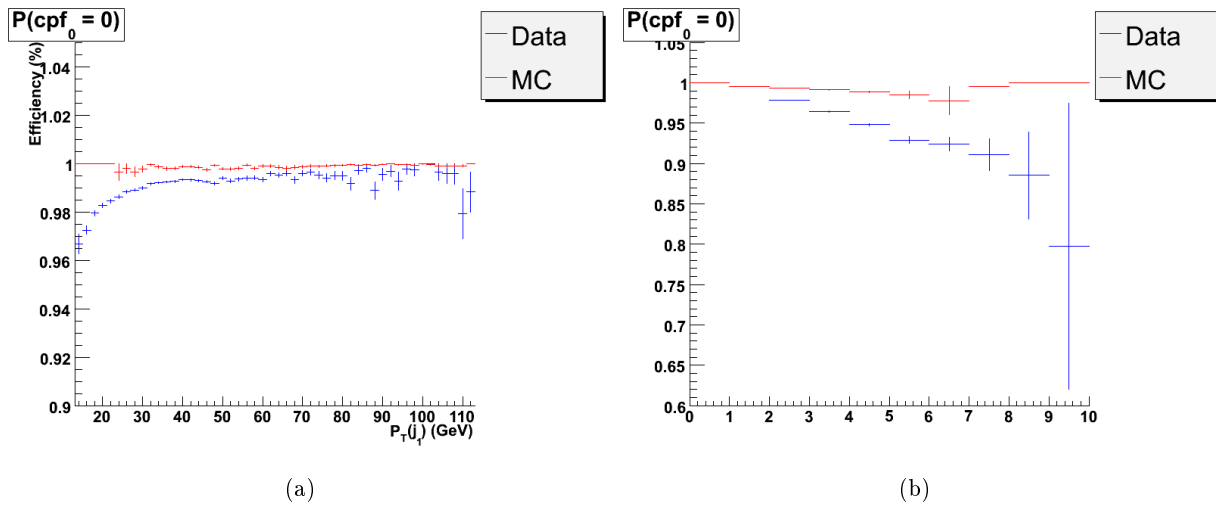 P(cpf₀ = 0)
Data
MC
Efficiency (%)
1.04
1.02
1
0.98
0.96
0.94
0.92
0.9
20 30 40 50 60 70 80 90 100 110
P_T(j_1) (GeV)
(a)
P(cpf₀ = 0)
Data
MC
1.05
1
0.95
0.9
0.85
0.8
0.75
0.7
0.65
0.6
0 1 2 3 4 5 6 7 8 9 10
(b)